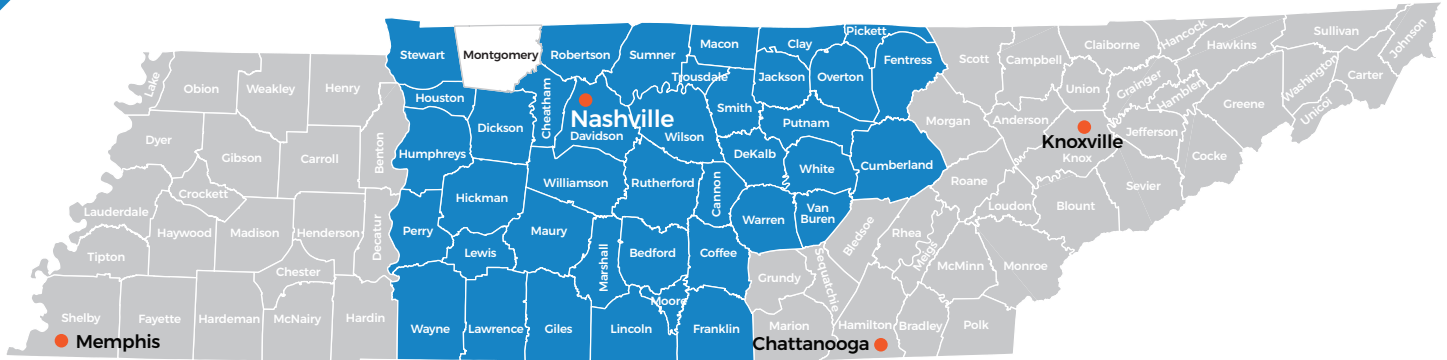 Stewart
Montgomery
Robertson
Sumner
Macon
Clay
Pickett
Fentress
Scott
Campbell
Claiborne
Hancock
Hawkins
Sullivan
Johnson
Lake
Obion
Weakley
Henry
Houston
Cheatham
Trousdale
Jackson
Overton
Union
Grainger
Hamblen
Washington
Carter
Unicoi
Greene
Dickson
Nashville
Davidson
Wilson
Smith
Putnam
Morgan
Anderson
Knoxville
Knox
Jefferson
Cocke
Dyer
Gibson
Carroll
Benton
Humphreys
DeKalb
White
Cumberland
Crockett
Hickman
Williamson
Rutherford
Cannon
Roane
Loudon
Blount
Sevier
Lauderdale
Haywood
Madison
Henderson
Decatur
Perry
Lewis
Maury
Marshall
Bedford
Coffee
Warren
Van
Buren
Bledsoe
Rhea
Meigs
McMinn
Monroe
Tipton
Chester
Grundy
Sequatchie
Shelby
Memphis
Fayette
Hardeman
McNairy
Hardin
Wayne
Lawrence
Giles
Lincoln
Moore
Franklin
Marion
Chattanooga
Hamilton
Bradley
Polk